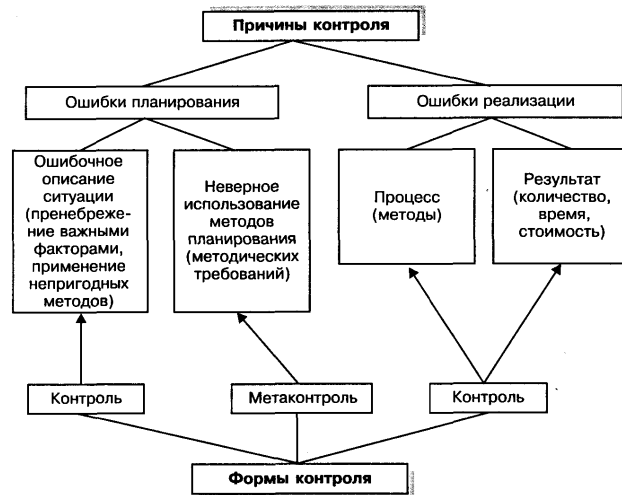 Причины контроля
Ошибки планирования
Ошибки реализации
Ошибочное
описание
ситуации
(пренебреже-
ние важными
факторами,
применение
непригодных
методов)
Неверное
использование
методов
планирования
(методических
требований)
Процесс
(методы)
Результат
(количество,
время,
стоимость)
Контроль
Метаконтроль
Контроль
Формы контроля